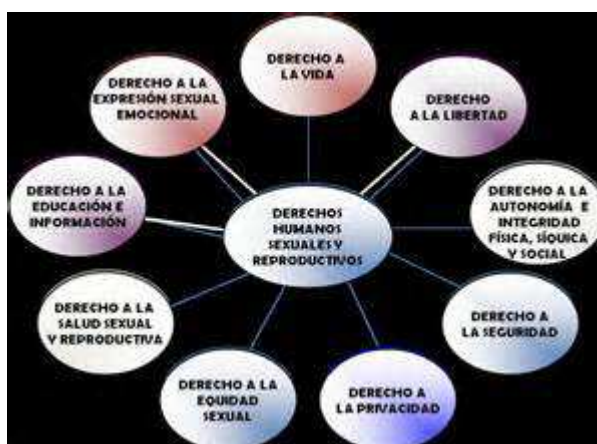 DERECHO A
LA VIDA
DERECHO A LA
EXPRESIÓN SEXUAL
EMOCIONAL
DERECHO
A LA LIBERTAD
DERECHO A LA
EDUCACIÓN E
INFORMACIÓN
DERECHOS
HUMANOS
SEXUALES Y
REPRODUCTIVOS
DERECHO A LA
AUTONOMÍA E
INTEGRIDAD
FÍSICA, SÍQUICA
Y SOCIAL
DERECHO A LA
SALUD SEXUAL
Y REPRODUCTIVA
DERECHO A
LA SEGURIDAD
DERECHO A LA
EQUIDAD
SEXUAL
DERECHO A
LA PRIVACIDAD